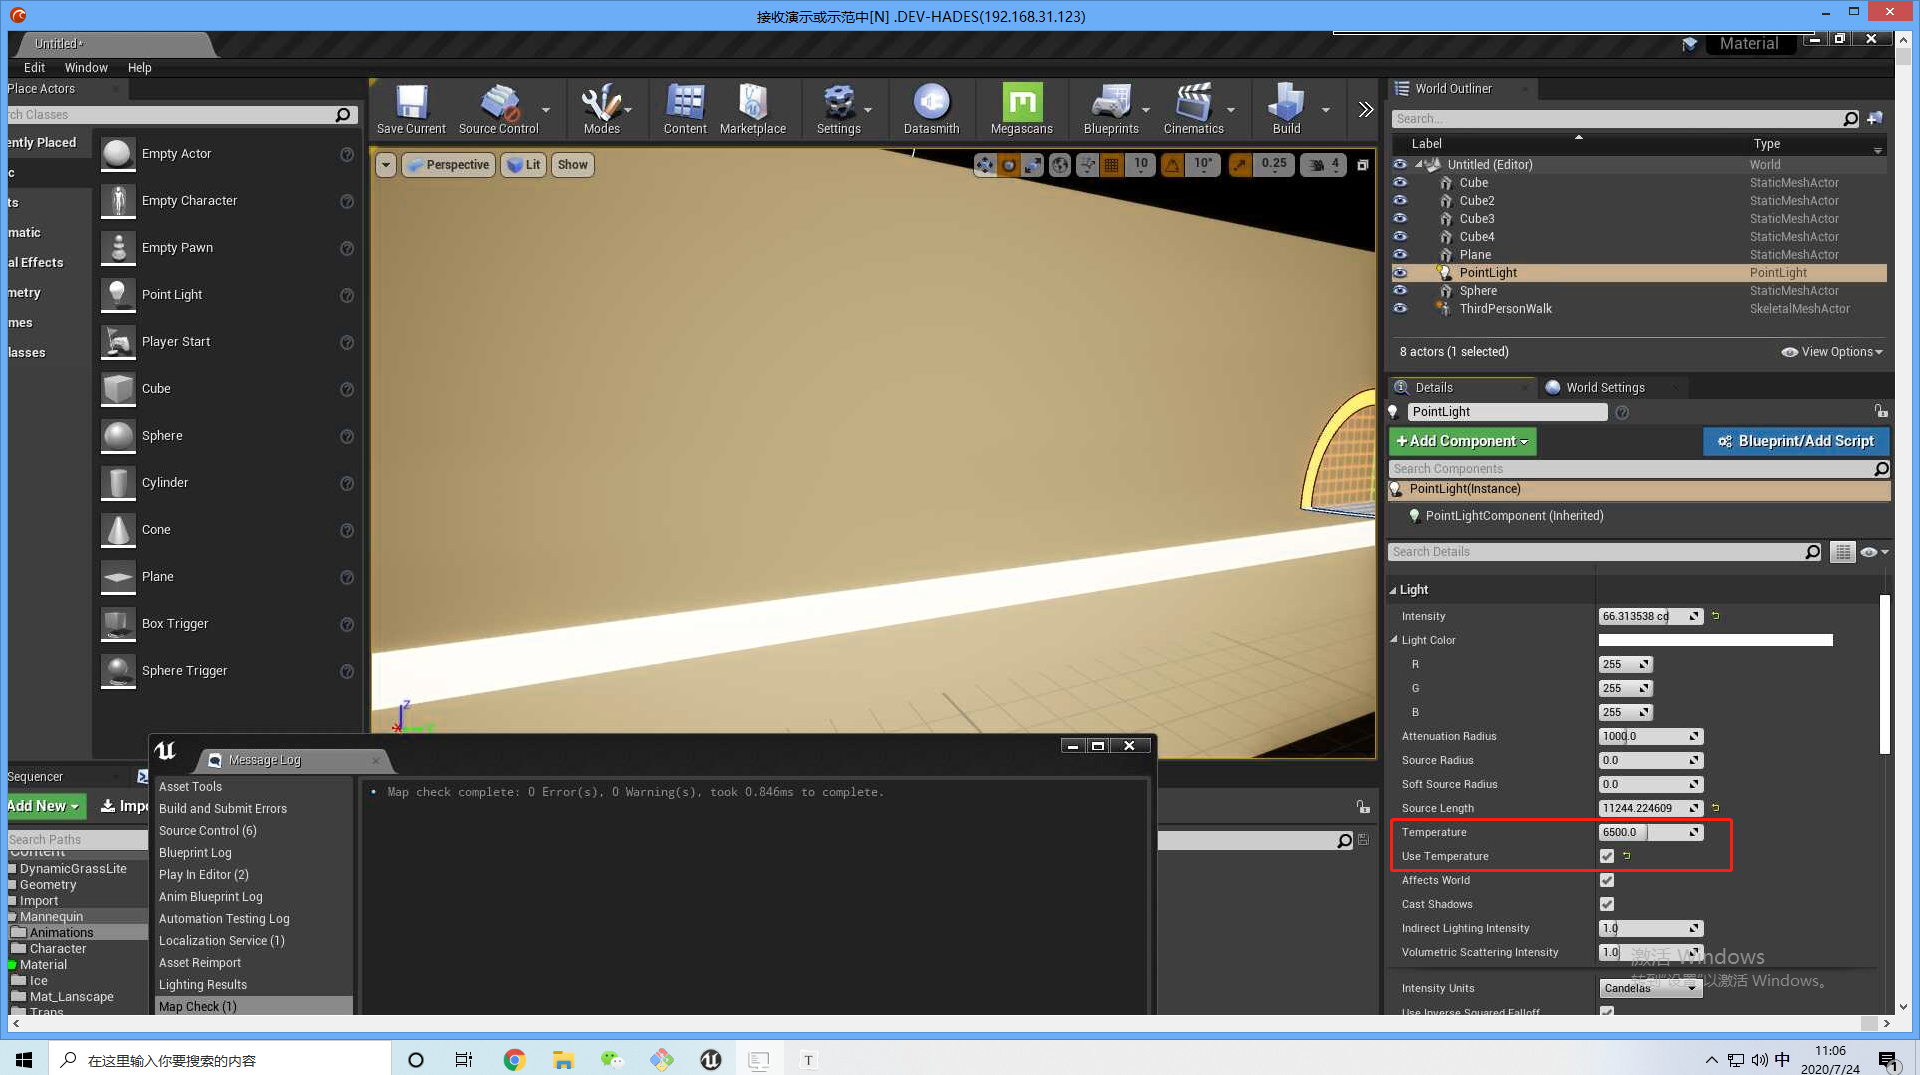 接收演示或示范中[N] .DEV-HADES(192.168.31.123)
Untitled*
Material
Edit Window Help
Place Actors
rch Classes
ently Placed
c
ts
matic
al Effects
metry
mes
lasses
Empty Actor
Empty Character
Empty Pawn
Point Light
Player Start
Cube
Sphere
Cylinder
Cone
Plane
Box Trigger
Sphere Trigger
Save Current
Source Control
Modes
Content
Marketplace
Settings
Datasmith
Megascans
Blueprints
Cinematics
Build
Perspective
Lit
Show
10
10°
0.25
4
World Outliner
Search...
Label Type
Untitled (Editor) World
Cube StaticMeshActor
Cube2 StaticMeshActor
Cube3 StaticMeshActor
Cube4 StaticMeshActor
Plane StaticMeshActor
PointLight PointLight
Sphere StaticMeshActor
ThirdPersonWalk SkeletalMeshActor
8 actors (1 selected)
View Options
Details
World Settings
PointLight
+Add Component
Blueprint/Add Script
Search Components
PointLight(Instance)
PointLightComponent (Inherited)
Search Details
Light
Intensity 66.313538 cd
Light Color
R 255
G 255
B 255
Attenuation Radius 1000.0
Source Radius 0.0
Soft Source Radius 0.0
Source Length 11244.224609
Temperature 6500.0
Use Temperature
Affects World
Cast Shadows
Indirect Lighting Intensity 1.0
Volumetric Scattering Intensity 1.0
激活 Windows
转到"设置"以激活 Windows。
Intensity Units Candelas
Use Inverse Squared Falloff
Z
Sequencer
Add New
Impo
Search Paths
Content
DynamicGrassLite
Geometry
Import
Mannequin
Animations
Character
Material
Ice
Mat_Lanscape
Trans
Message Log
Asset Tools
Build and Submit Errors
Source Control (6)
Blueprint Log
Play In Editor (2)
Anim Blueprint Log
Automation Testing Log
Localization Service (1)
Asset Reimport
Lighting Results
Map Check (1)
Map check complete: 0 Error(s), 0 Warning(s), took 0.846ms to complete.
在这里输入你要搜索的内容
T
中
11:06
2020/7/24
1